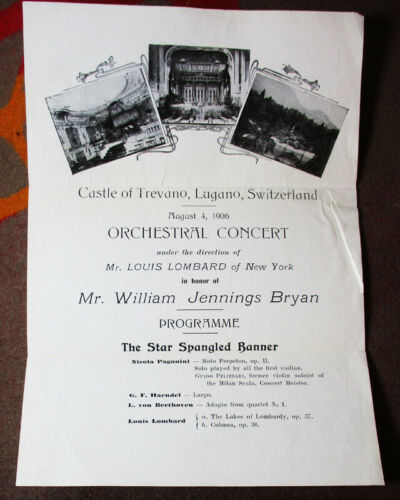 Castle of Trevano, Lugano, Switzerland
August 4, 1906
ORCHESTRAL CONCERT
under the direction of
Mr. LOUIS LOMBARD of New York
in honor of
Mr. William Jennings Bryan
PROGRAMME
The Star Spangled Banner
Nicola Paganini — Moto Perpetuo, op. 11.
Solo played by all the first violins.
GUIDO PELIZZARI, former violin soloist of
the Milan Scala, Concert Meister.
G. F. Haendel — Largo.
L. von Beethoven — Adagio from quartet No 1.
Louis Lombard { a. The Lakes of Lombardy, op. 37.
b. Cubana, op. 36.